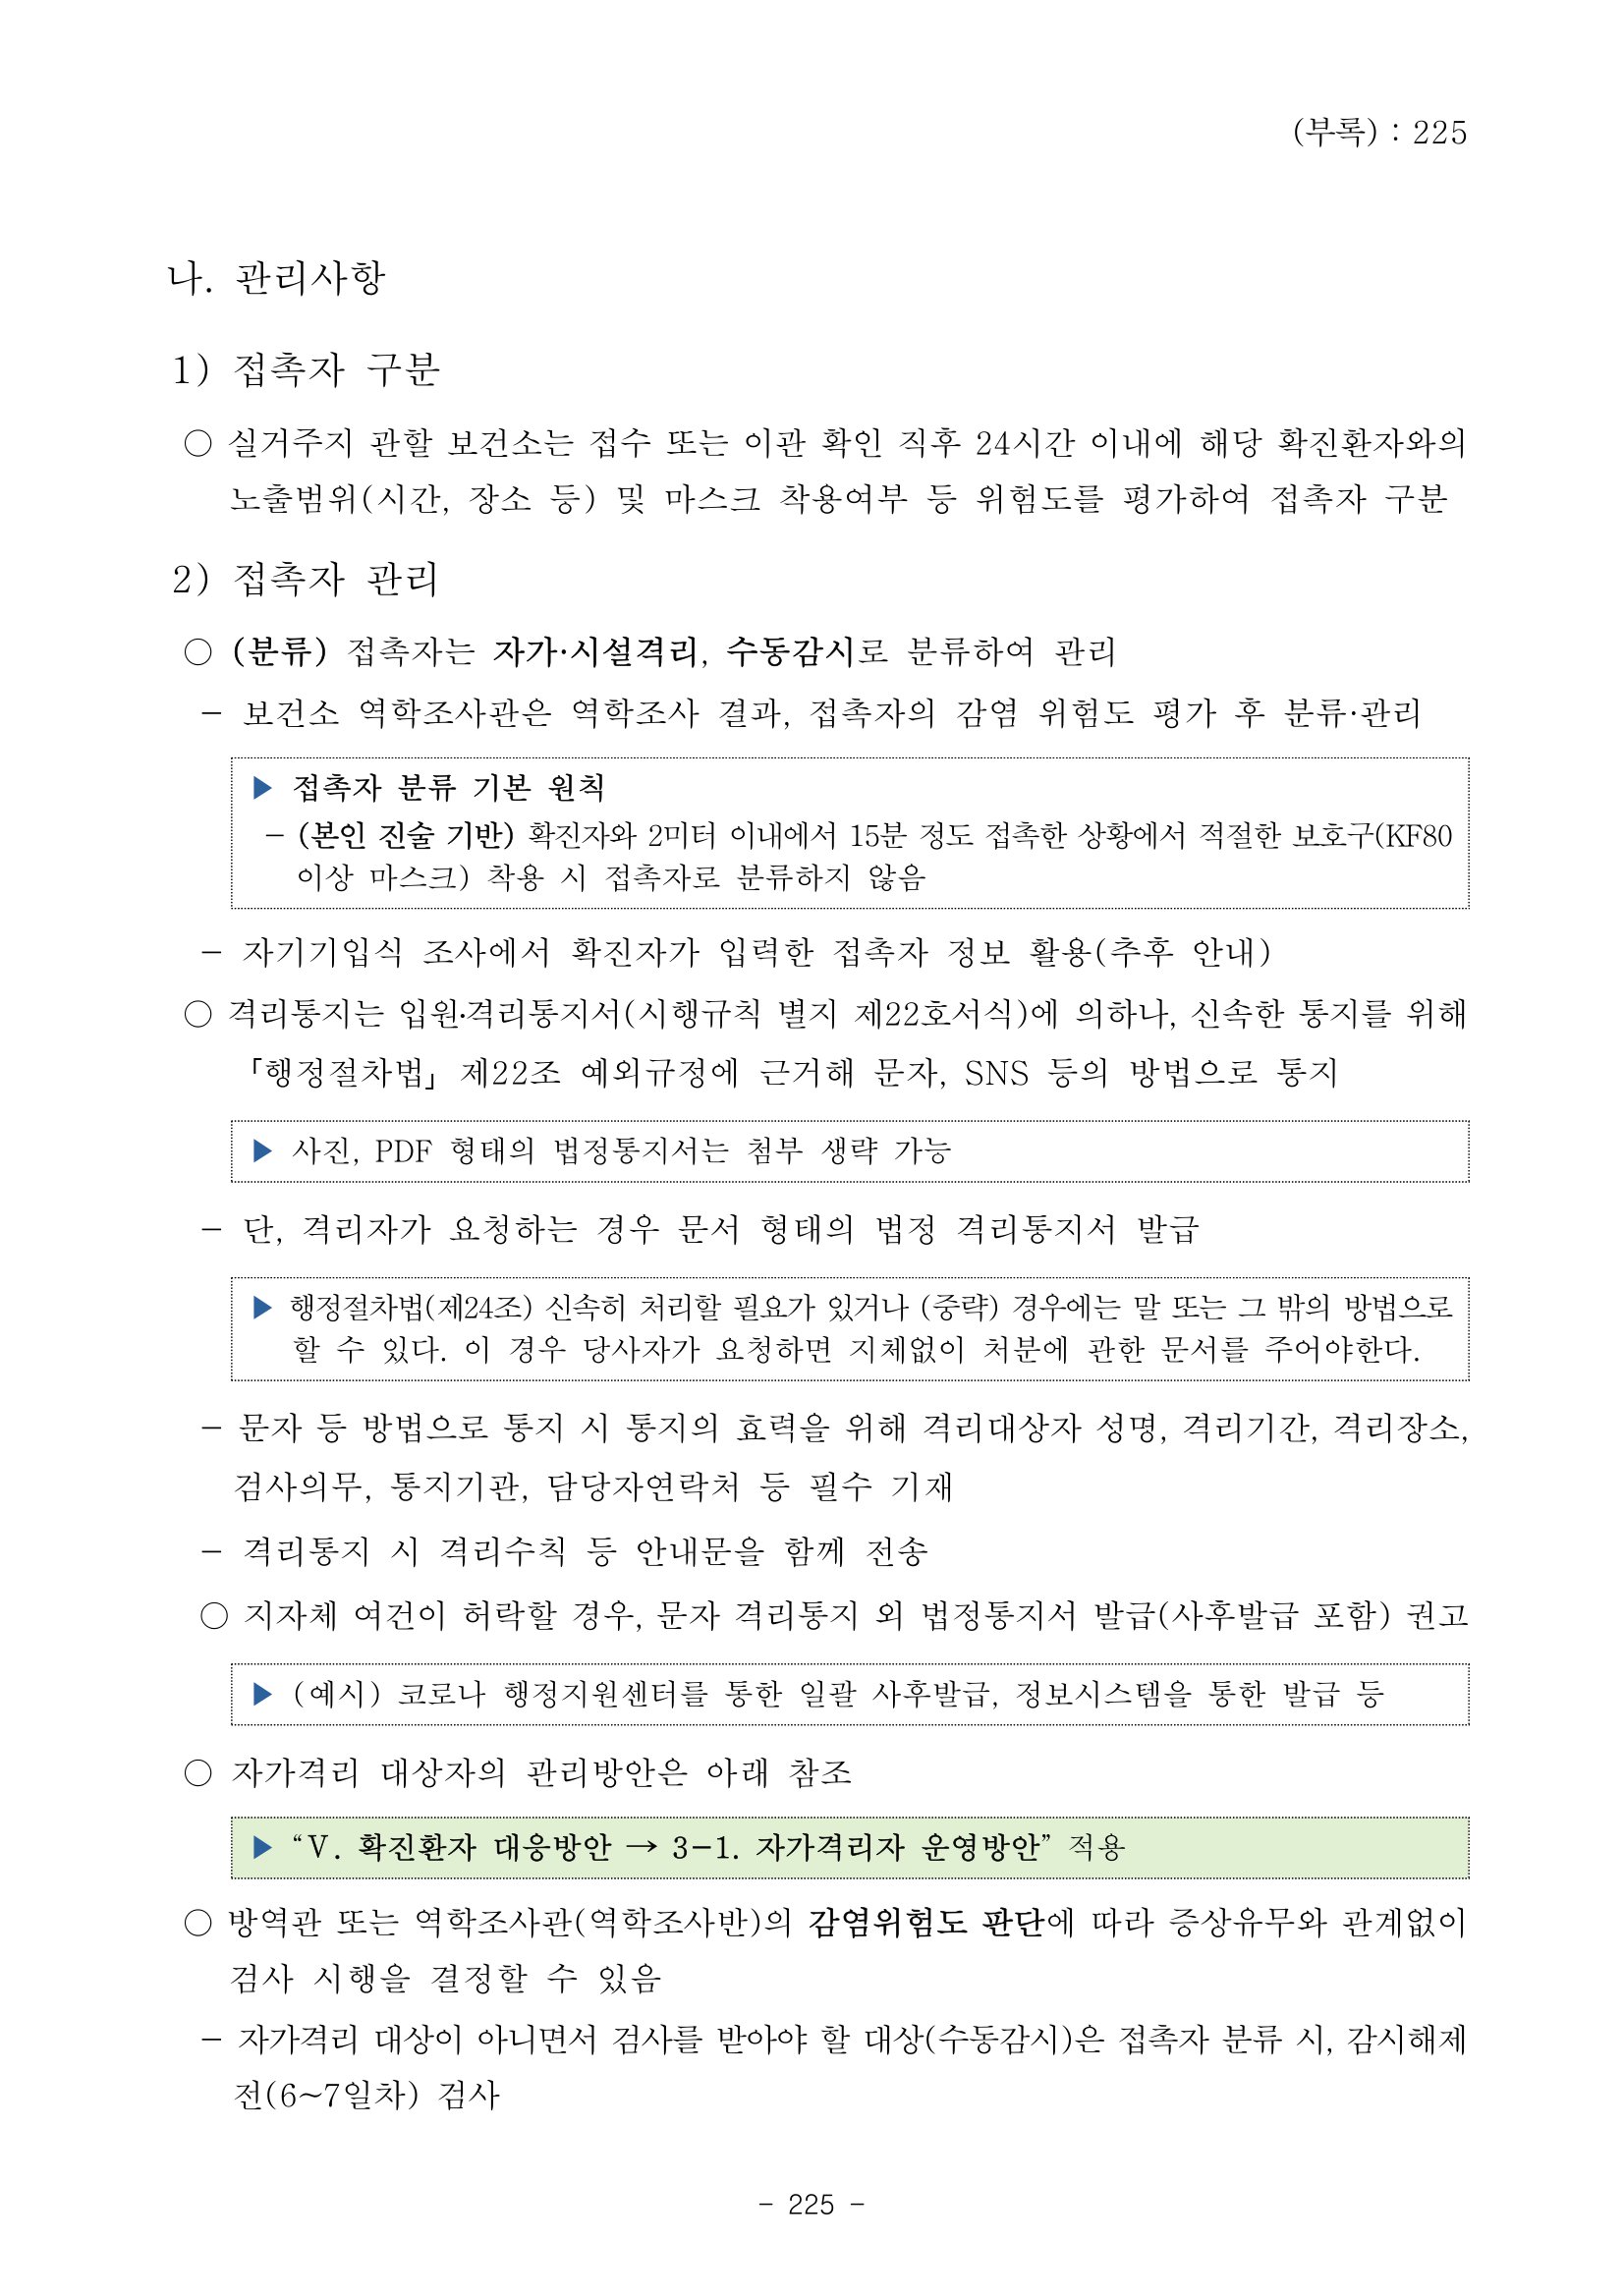 (부록) : 225
나. 관리사항
1) 접촉자 구분
○ 실거주지 관할 보건소는 접수 또는 이관 확인 직후 24시간 이내에 해당 확진환자와의
노출범위(시간, 장소 등) 및 마스크 착용여부 등 위험도를 평가하여 접촉자 구분
2) 접촉자 관리
○ (분류) 접촉자는 자가·시설격리, 수동감시로 분류하여 관리
- 보건소 역학조사관은 역학조사 결과, 접촉자의 감염 위험도 평가 후 분류·관리
▶ 접촉자 분류 기본 원칙
- (본인 진술 기반) 확진자와 2미터 이내에서 15분 정도 접촉한 상황에서 적절한 보호구(KF80
이상 마스크) 착용 시 접촉자로 분류하지 않음
- 자기기입식 조사에서 확진자가 입력한 접촉자 정보 활용(추후 안내)
○ 격리통지는 입원·격리통지서(시행규칙 별지 제22호서식)에 의하나, 신속한 통지를 위해
「행정절차법」 제22조 예외규정에 근거해 문자, SNS 등의 방법으로 통지
▶ 사진, PDF 형태의 법정통지서는 첨부 생략 가능
- 단, 격리자가 요청하는 경우 문서 형태의 법정 격리통지서 발급
▶ 행정절차법(제24조) 신속히 처리할 필요가 있거나 (중략) 경우에는 말 또는 그 밖의 방법으로
할 수 있다. 이 경우 당사자가 요청하면 지체없이 처분에 관한 문서를 주어야한다.
- 문자 등 방법으로 통지 시 통지의 효력을 위해 격리대상자 성명, 격리기간, 격리장소,
검사의무, 통지기관, 담당자연락처 등 필수 기재
- 격리통지 시 격리수칙 등 안내문을 함께 전송
○ 지자체 여건이 허락할 경우, 문자 격리통지 외 법정통지서 발급(사후발급 포함) 권고
▶ (예시) 코로나 행정지원센터를 통한 일괄 사후발급, 정보시스템을 통한 발급 등
○ 자가격리 대상자의 관리방안은 아래 참조
▶ “Ⅴ. 확진환자 대응방안 → 3-1. 자가격리자 운영방안” 적용
○ 방역관 또는 역학조사관(역학조사반)의 감염위험도 판단에 따라 증상유무와 관계없이
검사 시행을 결정할 수 있음
- 자가격리 대상이 아니면서 검사를 받아야 할 대상(수동감시)은 접촉자 분류 시, 감시해제
전(6~7일차) 검사
- 225 -